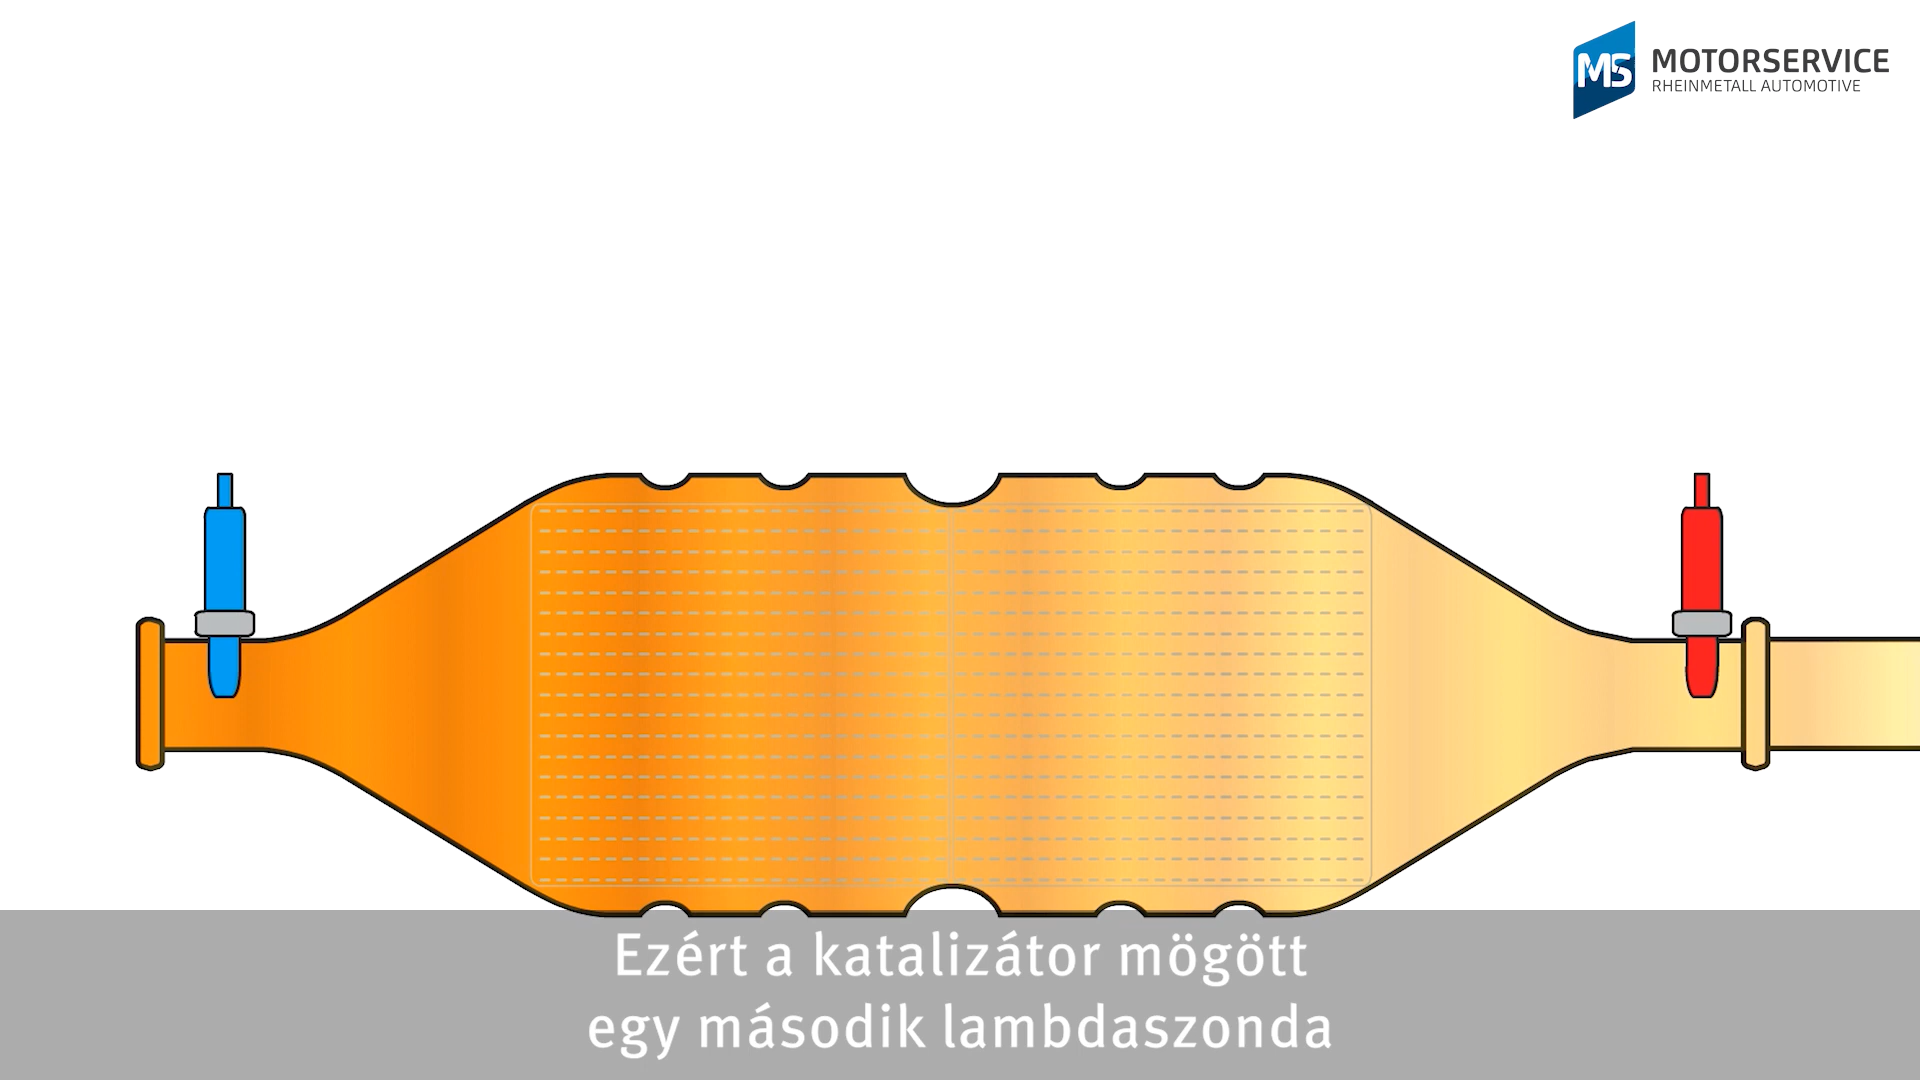 MS MOTORSERVICE
RHEINMETALL AUTOMOTIVE
Ezért a katalizátor mögött
egy második lambdaszonda